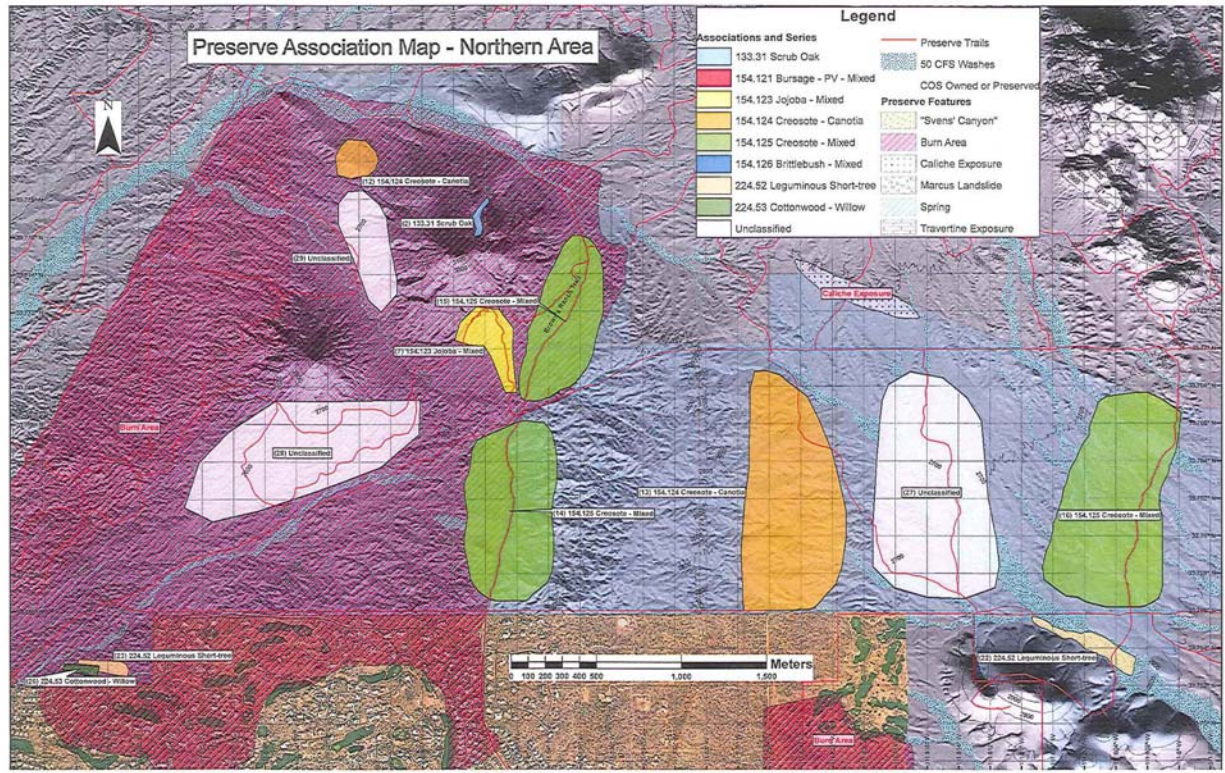 Preserve Association Map - Northern Area
N
Legend
Associations and Series
133.31 Scrub Oak
154.121 Bursage - PV - Mixed
154.123 Jojoba - Mixed
154.124 Creosote - Canotia
154.125 Creosote - Mixed
154.126 Brittlebush - Mixed
224.52 Leguminous Short-tree
224.53 Cottonwood - Willow
Unclassified
Preserve Trails
50 CFS Washes
COS Owned or Preserved
Preserve Features
"Svens' Canyon"
Burn Area
Caliche Exposure
Marcus Landslide
Spring
Travertine Exposure
(12) 154.124 Creosote - Canotia
(2) 133.31 Scrub Oak
(29) Unclassified
Caliche Exposure
(15) 154.125 Creosote - Mixed
(7) 154.123 Jojoba - Mixed
2700
Burn Area
(28) Unclassified
(13) 154.124 Creosote - Canotia
(27) Unclassified
2700
2700
(14) 154.125 Creosote - Mixed
(16) 154.125 Creosote - Mixed
2700
(23) 224.52 Leguminous Short-tree
(22) 224.52 Leguminous Short-tree
224.53 Cottonwood - Willow
0 100 200 300 400 500 1,000 1,500
Meters
Burn Area